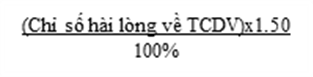 (Chỉ số hài lòng về TCDV)x1.50
100%